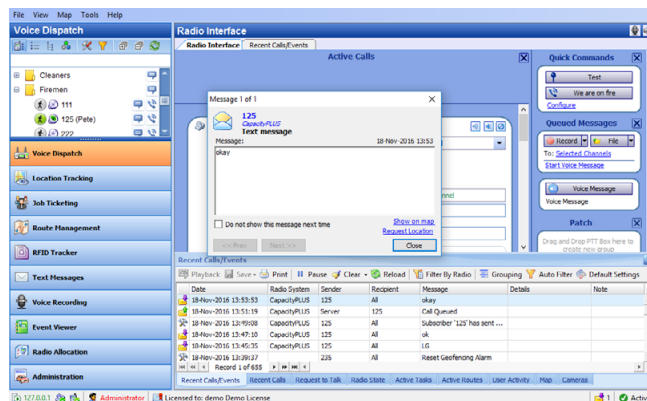 File View Map Tools Help
Voice Dispatch
Radio Interface
Radio Interface Recent Calls/Events
Active Calls
Cleaners
Firemen
111
125 (Pete)
222
Voice Dispatch
Location Tracking
Job Ticketing
Route Management
RFID Tracker
Text Messages
Voice Recording
Event Viewer
Radio Allocation
Administration
Message 1 of 1
125
CapacityPLUS
Text message
Message: 18-Nov-2016 13:53
okay
Do not show this message next time
Show on map
Request Location
<< Prev Next >> Close
Quick Commands
Test
We are on fire
Configure
Queued Messages
Record File
To: Selected Channels
Start Voice Message
Voice Message
Voice Message
Patch
Drag and Drop PTT Box here to
create new group
Recent Calls/Events
Playback Save Print Pause Clear Reload Filter By Radio Grouping Auto Filter Default Settings
Date Radio System Sender Recipient Message Details Note
18-Nov-2016 13:53:53 CapacityPLUS 125 All okay
18-Nov-2016 13:51:19 CapacityPLUS Server 125 Call Queued
18-Nov-2016 13:49:08 CapacityPLUS 125 All Subscriber '125' has sent ...
18-Nov-2016 13:47:10 CapacityPLUS 125 All ok
18-Nov-2016 13:45:35 CapacityPLUS 125 All LG
18-Nov-2016 13:39:37 235 All Reset Geofencing Alarm
Record 1 of 655
Recent Calls/Events Recent Calls Request to Talk Radio State Active Tasks Active Routes User Activity Map Cameras
127.0.0.1 Administrator Licensed to: demo Demo License 1 Activ